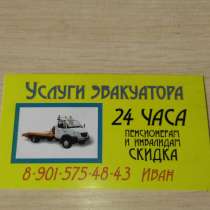 Услуги эвакуатора
24 часа
пенсионерам
и инвалидам
скидка
8-901-575-48-43 Иван